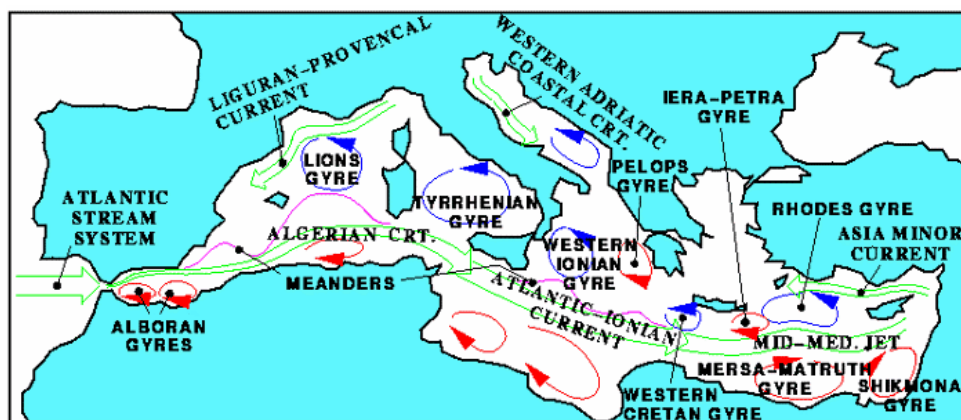 LIGURAN-PROVENCAL
CURRENT
WESTERN ADRIATIC
COASTAL CRT.
IERA-PETRA
GYRE
LIONS
GYRE
PELOPS
GYRE
ATLANTIC
STREAM
SYSTEM
TYRRHENIAN
GYRE
RHODES GYRE
ALGERIAN CRT.
WESTERN
IONIAN
GYRE
ASIA MINOR
CURRENT
MEANDERS
ATLANTIC-IONIAN
CURRENT
ALBORAN
GYRES
MID-MED. JET
MERSA-MATRUTH
GYRE
SHIKMONA
GYRE
WESTERN
CRETAN GYRE